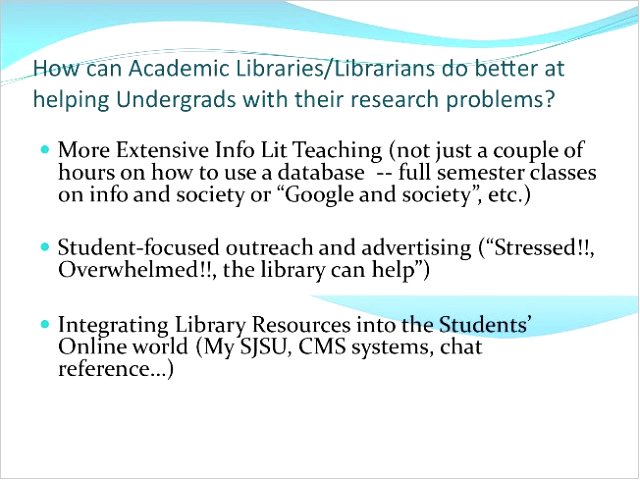 How can Academic Libraries/Librarians do better at
helping Undergrads with their research problems?
• More Extensive Info Lit Teaching (not just a couple of
hours on how to use a database -- full semester classes
on info and society or “Google and society”, etc.)
• Student-focused outreach and advertising (“Stressed!!,
Overwhelmed!!, the library can help”)
• Integrating Library Resources into the Students’
Online world (My SJSU, CMS systems, chat
reference…)